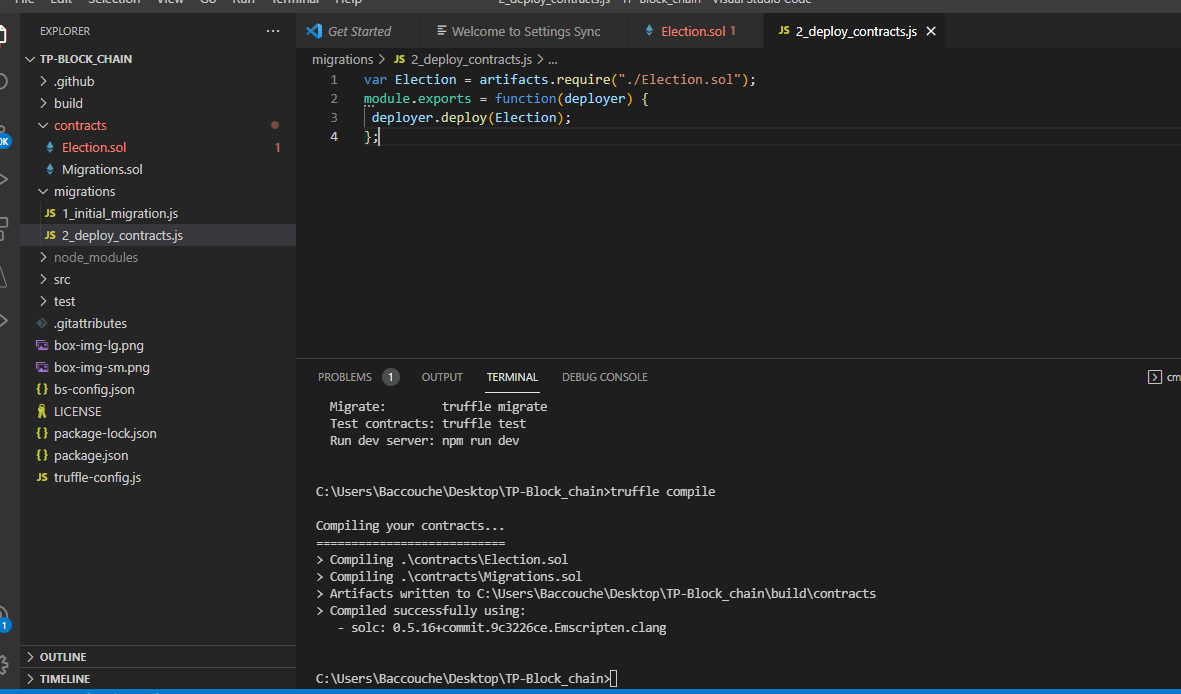 File Edit Selection View Go Run Terminal Help 2_deploy_contracts.js - TP-Block_chain - Visual Studio Code
EXPLORER ...
Get Started Welcome to Settings Sync Election.sol 1 JS 2_deploy_contracts.js
TP-BLOCK_CHAIN
.github
build
contracts
Election.sol 1
Migrations.sol
migrations
JS 1_initial_migration.js
JS 2_deploy_contracts.js
node_modules
src
test
.gitattributes
box-img-lg.png
box-img-sm.png
{} bs-config.json
LICENSE
{} package-lock.json
{} package.json
JS truffle-config.js
OUTLINE
TIMELINE
1
migrations > JS 2_deploy_contracts.js > ...
1 var Election = artifacts.require("./Election.sol");
2 module.exports = function(deployer) {
3 deployer.deploy(Election);
4 };
PROBLEMS 1 OUTPUT TERMINAL DEBUG CONSOLE
Migrate: truffle migrate
Test contracts: truffle test
Run dev server: npm run dev
C:\Users\Baccouche\Desktop\TP-Block_chain>truffle compile
Compiling your contracts...
===========================
> Compiling .\contracts\Election.sol
> Compiling .\contracts\Migrations.sol
> Artifacts written to C:\Users\Baccouche\Desktop\TP-Block_chain\build\contracts
> Compiled successfully using:
- solc: 0.5.16+commit.9c3226ce.Emscripten.clang
C:\Users\Baccouche\Desktop\TP-Block_chain>